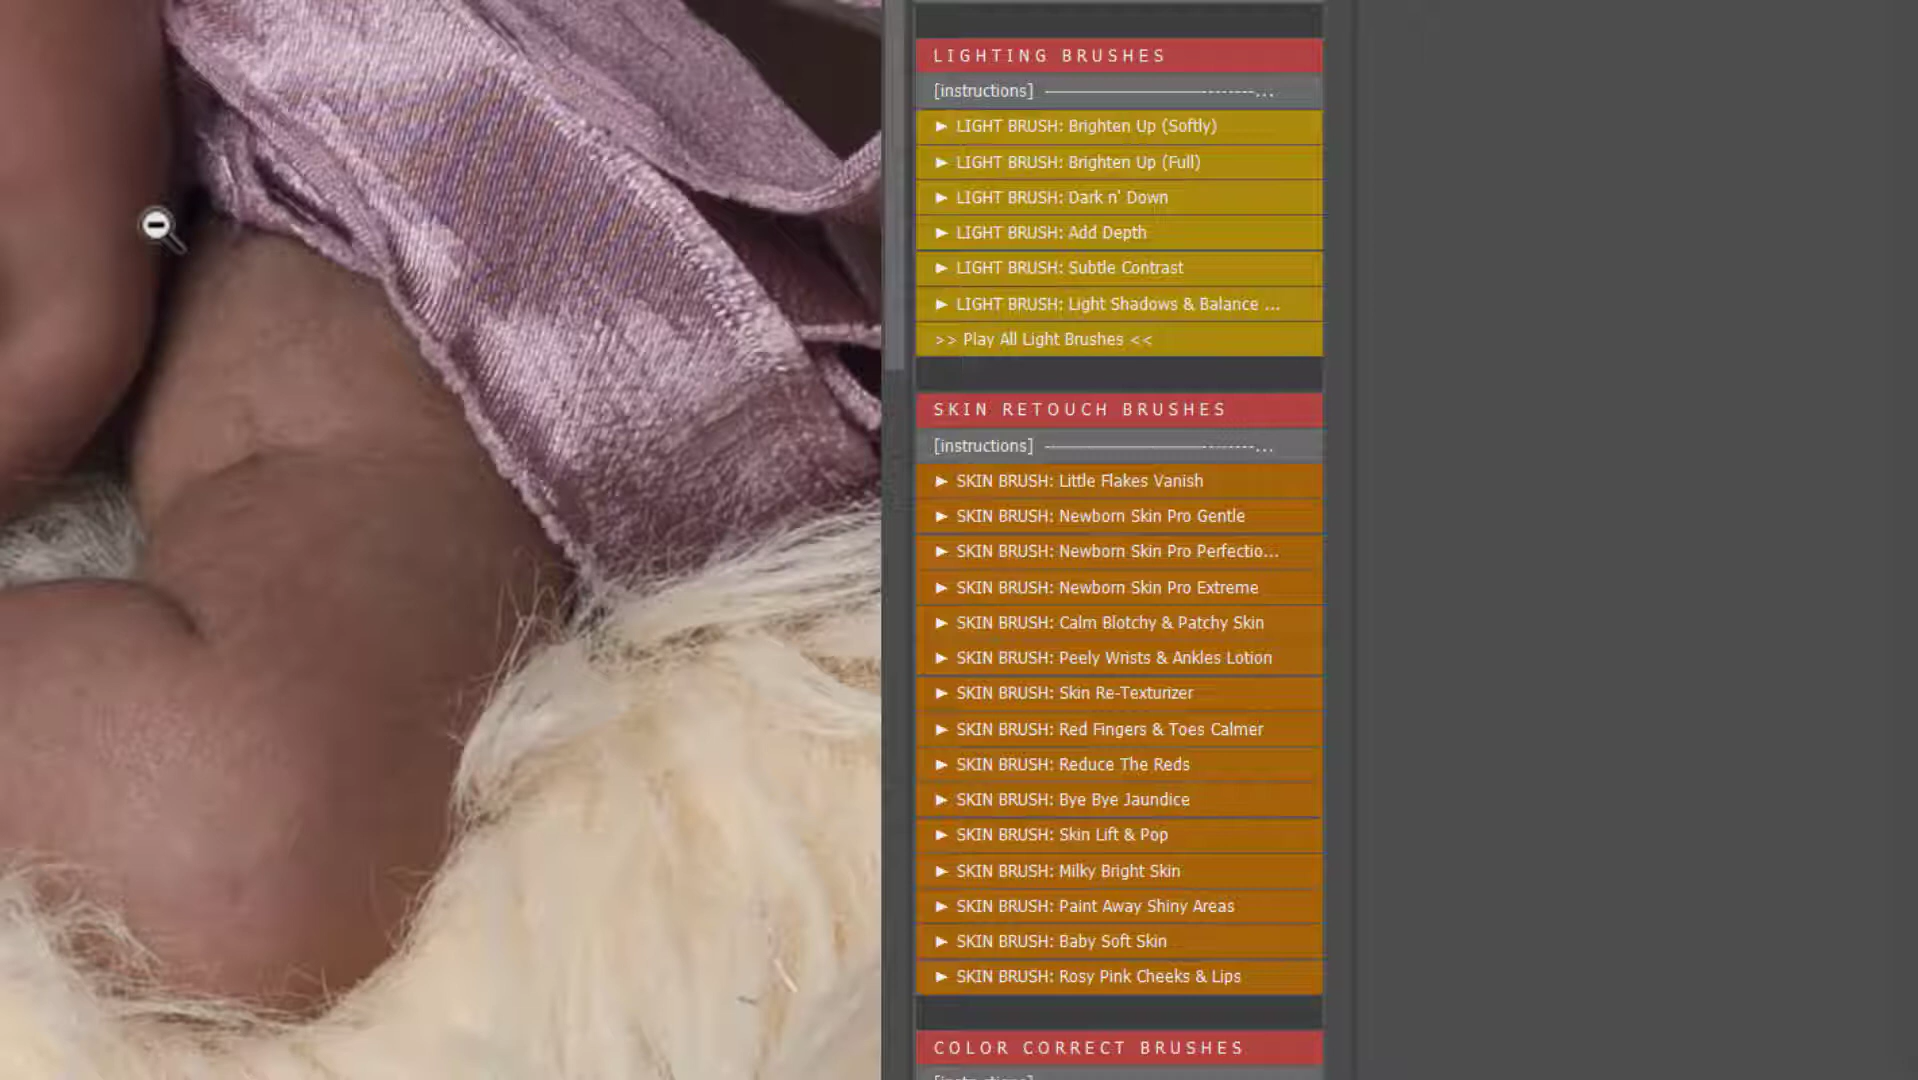 LIGHTING BRUSHES
[instructions] ————————--------...
► LIGHT BRUSH: Brighten Up (Softly)
► LIGHT BRUSH: Brighten Up (Full)
► LIGHT BRUSH: Dark n' Down
► LIGHT BRUSH: Add Depth
► LIGHT BRUSH: Subtle Contrast
► LIGHT BRUSH: Light Shadows & Balance ...
>> Play All Light Brushes <<
SKIN RETOUCH BRUSHES
[instructions] ————————--------...
► SKIN BRUSH: Little Flakes Vanish
► SKIN BRUSH: Newborn Skin Pro Gentle
► SKIN BRUSH: Newborn Skin Pro Perfectio...
► SKIN BRUSH: Newborn Skin Pro Extreme
► SKIN BRUSH: Calm Blotchy & Patchy Skin
► SKIN BRUSH: Peely Wrists & Ankles Lotion
► SKIN BRUSH: Skin Re-Texturizer
► SKIN BRUSH: Red Fingers & Toes Calmer
► SKIN BRUSH: Reduce The Reds
► SKIN BRUSH: Bye Bye Jaundice
► SKIN BRUSH: Skin Lift & Pop
► SKIN BRUSH: Milky Bright Skin
► SKIN BRUSH: Paint Away Shiny Areas
► SKIN BRUSH: Baby Soft Skin
► SKIN BRUSH: Rosy Pink Cheeks & Lips
COLOR CORRECT BRUSHES